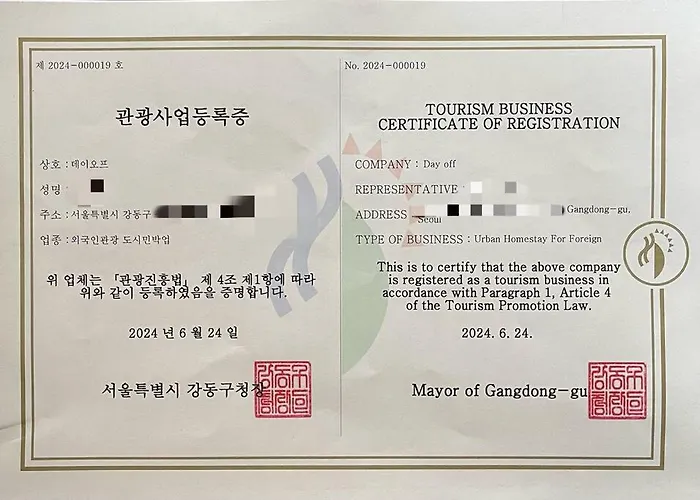 제 2024-000019 호
관광사업등록증
상호 : 데이오프
성명
주소 : 서울특별시 강동구
업종 : 외국인관광 도시민박업
위 업체는 「관광진흥법」 제 4조 제1항에 따라
위와 같이 등록하였음을 증명합니다.
2024 년 6 월 24 일
서울특별시 강동구청장
No. 2024-000019
TOURISM BUSINESS
CERTIFICATE OF REGISTRATION
COMPANY : Day off
REPRESENTATIVE
ADDRESS Gangdong-gu,
Seoul
TYPE OF BUSINESS : Urban Homestay For Foreign
This is to certify that the above company
is registered as a tourism business in
accordance with Paragraph 1, Article 4
of the Tourism Promotion Law.
2024. 6. 24.
Mayor of Gangdong-gu